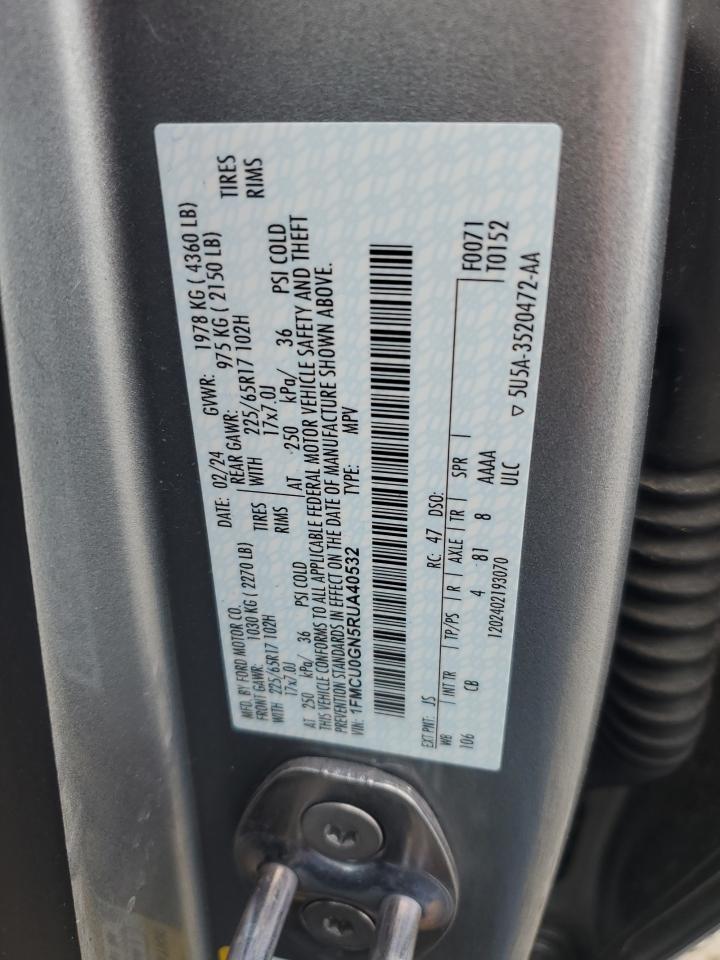 MFD. BY FORD MOTOR CO. DATE: 02/24 GVWR: 1978 KG ( 4360 LB)
FRONT GAWR: 1030 KG ( 2270 LB) REAR GAWR: 975 KG ( 2150 LB)
WITH 225/65R17 102H TIRES WITH 225/65R17 102H TIRES
17x7.0J RIMS 17x7.0J RIMS
AT 250 kPa/ 36 PSI COLD AT 250 kPa/ 36 PSI COLD
THIS VEHICLE CONFORMS TO ALL APPLICABLE FEDERAL MOTOR VEHICLE SAFETY AND THEFT
PREVENTION STANDARDS IN EFFECT ON THE DATE OF MANUFACTURE SHOWN ABOVE.
VIN: 1FMCU0GN5RUA40532 TYPE: MPV
EXT PNT: JS RC: 47 DSO: F0071
WB INT TR TP/PS R AXLE TR SPR T0152
106 CB 4 81 8 AAAA
1202402193070 ULC
▽ 5U5A-3520472-AA